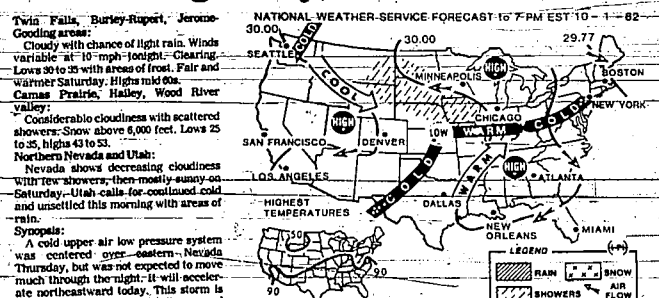 Twin Falls, Burley-Rupert, Jerome-
Gooding areas:
Cloudy with chance of light rain. Winds
variable at 10 mph tonight. Clearing.
Lows 30 to 35 with areas of frost. Fair and
warmer Saturday. Highs mid 60s.
Camas Prairie, Hailey, Wood River
valley:
Considerable cloudiness with scattered
showers. Snow above 6,000 feet. Lows 25
to 35, highs 43 to 53.
Northern Nevada and Utah:
Nevada shows decreasing cloudiness
with few showers, then mostly sunny on
Saturday. Utah calls for continued cold
and unsettled this morning with areas of
rain.
Synopsis:
A cold upper air low pressure system
was centered over eastern Nevada
Thursday, but was not expected to move
much through the night. It will acceler-
ate northeastward today. This storm is
NATIONAL WEATHER SERVICE FORECAST to 7 PM EST 10-1-82
30.00
30.00
29.77
SEATTLE
COLD
COOL
HIGH
MINNEAPOLIS
BOSTON
NEW YORK
CHICAGO
COLD
LOW
WARM
HIGH
SAN FRANCISCO
DENVER
LOS ANGELES
COLD
WARM
HIGH
ATLANTA
DALLAS
HIGHEST
TEMPERATURES
NEW
ORLEANS
MIAMI
50
90
90
LEGEND
RAIN
SNOW
SHOWERS
AIR
FLOW